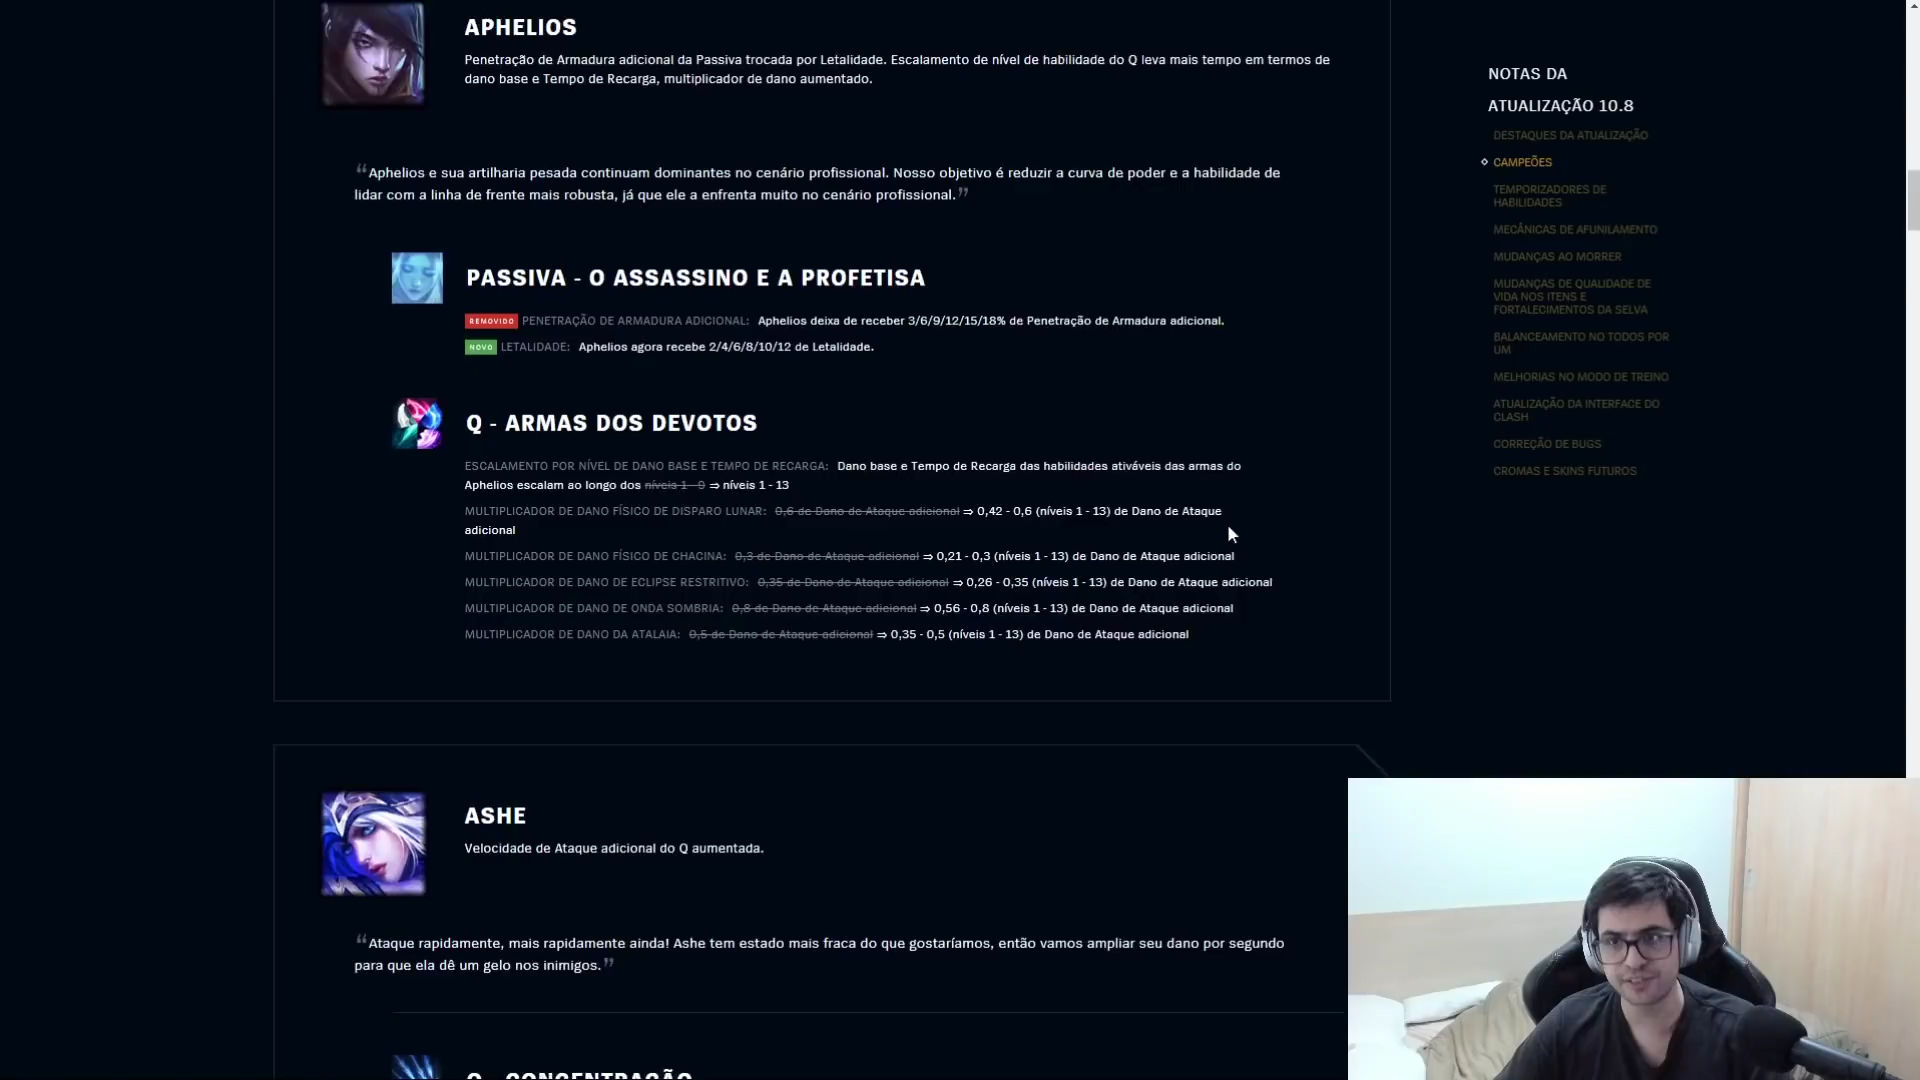 APHELIOS
Penetração de Armadura adicional da Passiva trocada por Letalidade. Escalamento de nível de habilidade do Q leva mais tempo em termos de
dano base e Tempo de Recarga, multiplicador de dano aumentado.
“Aphelios e sua artilharia pesada continuam dominantes no cenário profissional. Nosso objetivo é reduzir a curva de poder e a habilidade de
lidar com a linha de frente mais robusta, já que ele a enfrenta muito no cenário profissional.”
PASSIVA - O ASSASSINO E A PROFETISA
REMOVIDO PENETRAÇÃO DE ARMADURA ADICIONAL: Aphelios deixa de receber 3/6/9/12/15/18% de Penetração de Armadura adicional.
NOVO LETALIDADE: Aphelios agora recebe 2/4/6/8/10/12 de Letalidade.
Q - ARMAS DOS DEVOTOS
ESCALAMENTO POR NÍVEL DE DANO BASE E TEMPO DE RECARGA: Dano base e Tempo de Recarga das habilidades ativáveis das armas do
Aphelios escalam ao longo dos níveis 1 - 9 ⇒ níveis 1 - 13
MULTIPLICADOR DE DANO FÍSICO DE DISPARO LUNAR: 0,6 de Dano de Ataque adicional ⇒ 0,42 - 0,6 (níveis 1 - 13) de Dano de Ataque
adicional
MULTIPLICADOR DE DANO FÍSICO DE CHACINA: 0,3 de Dano de Ataque adicional ⇒ 0,21 - 0,3 (níveis 1 - 13) de Dano de Ataque adicional
MULTIPLICADOR DE DANO DE ECLIPSE RESTRITIVO: 0,35 de Dano de Ataque adicional ⇒ 0,26 - 0,35 (níveis 1 - 13) de Dano de Ataque adicional
MULTIPLICADOR DE DANO DE ONDA SOMBRIA: 0,8 de Dano de Ataque adicional ⇒ 0,56 - 0,8 (níveis 1 - 13) de Dano de Ataque adicional
MULTIPLICADOR DE DANO DA ATALAIA: 0,5 de Dano de Ataque adicional ⇒ 0,35 - 0,5 (níveis 1 - 13) de Dano de Ataque adicional
ASHE
Velocidade de Ataque adicional do Q aumentada.
“Ataque rapidamente, mais rapidamente ainda! Ashe tem estado mais fraca do que gostaríamos, então vamos ampliar seu dano por segundo
para que ela dê um gelo nos inimigos.”
Q - CONCENTRAÇÃO
NOTAS DA
ATUALIZAÇÃO 10.8
DESTAQUES DA ATUALIZAÇÃO
CAMPEÕES
TEMPORIZADORES DE
HABILIDADES
MECÂNICAS DE AFUNILAMENTO
MUDANÇAS AO MORRER
MUDANÇAS DE QUALIDADE DE
VIDA NOS ITENS E
FORTALECIMENTOS DA SELVA
BALANCEAMENTO NO TODOS POR
UM
MELHORIAS NO MODO DE TREINO
ATUALIZAÇÃO DA INTERFACE DO
CLASH
CORREÇÃO DE BUGS
CROMAS E SKINS FUTUROS